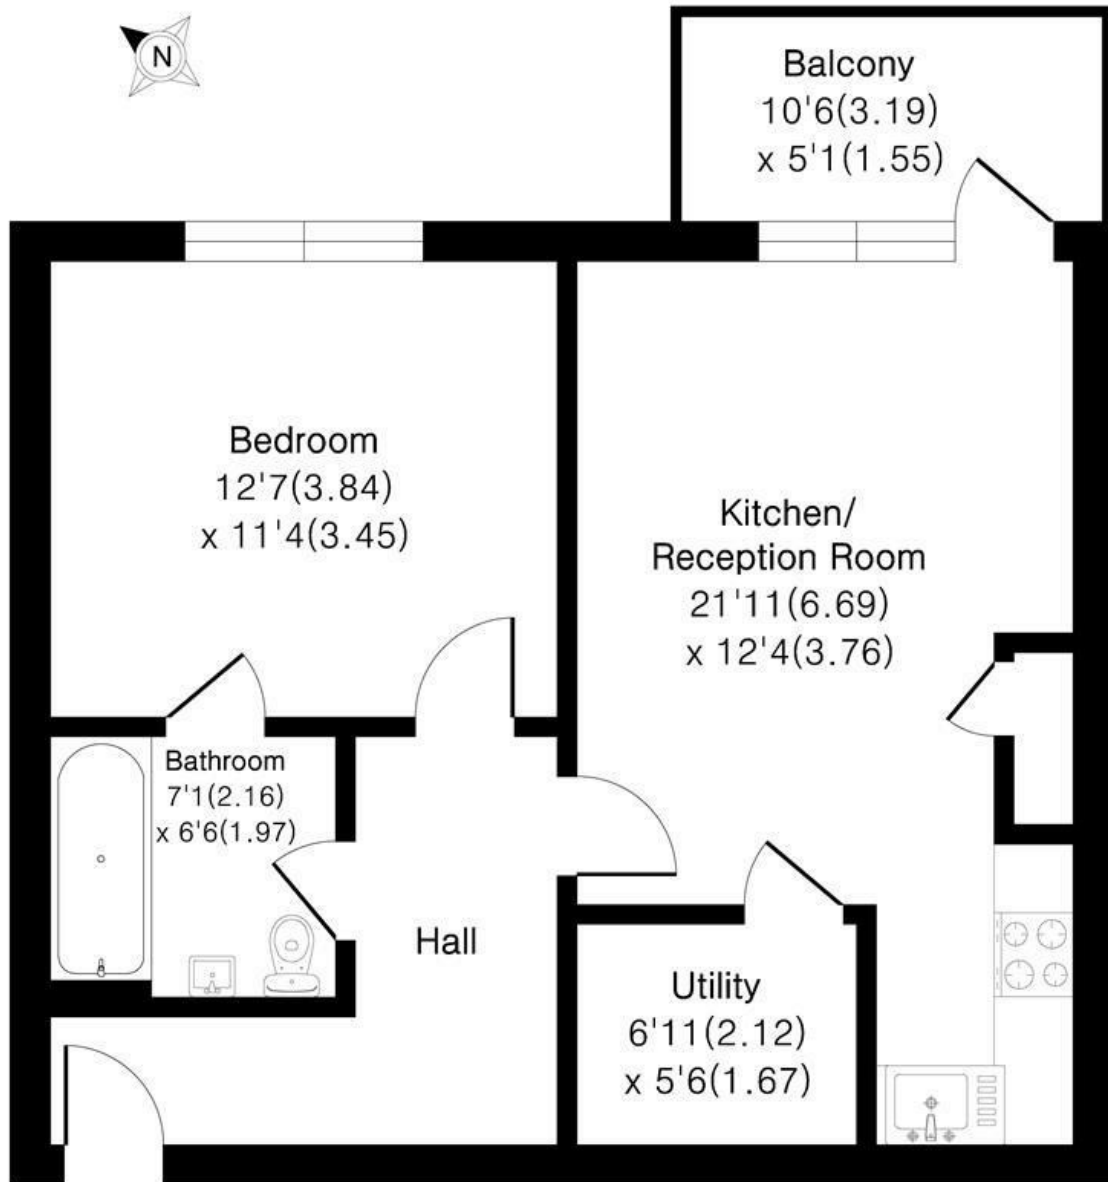 N
Balcony
10'6(3.19)
x 5'1(1.55)
Bedroom
12'7(3.84)
x 11'4(3.45)
Kitchen/
Reception Room
21'11(6.69)
x 12'4(3.76)
Bathroom
7'1(2.16)
x 6'6(1.97)
Hall
Utility
6'11(2.12)
x 5'6(1.67)